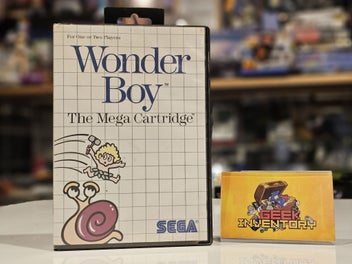 For One or Two Players
Wonder
Boy™
The Mega Cartridge
SEGA
GEEK
INVENTORY